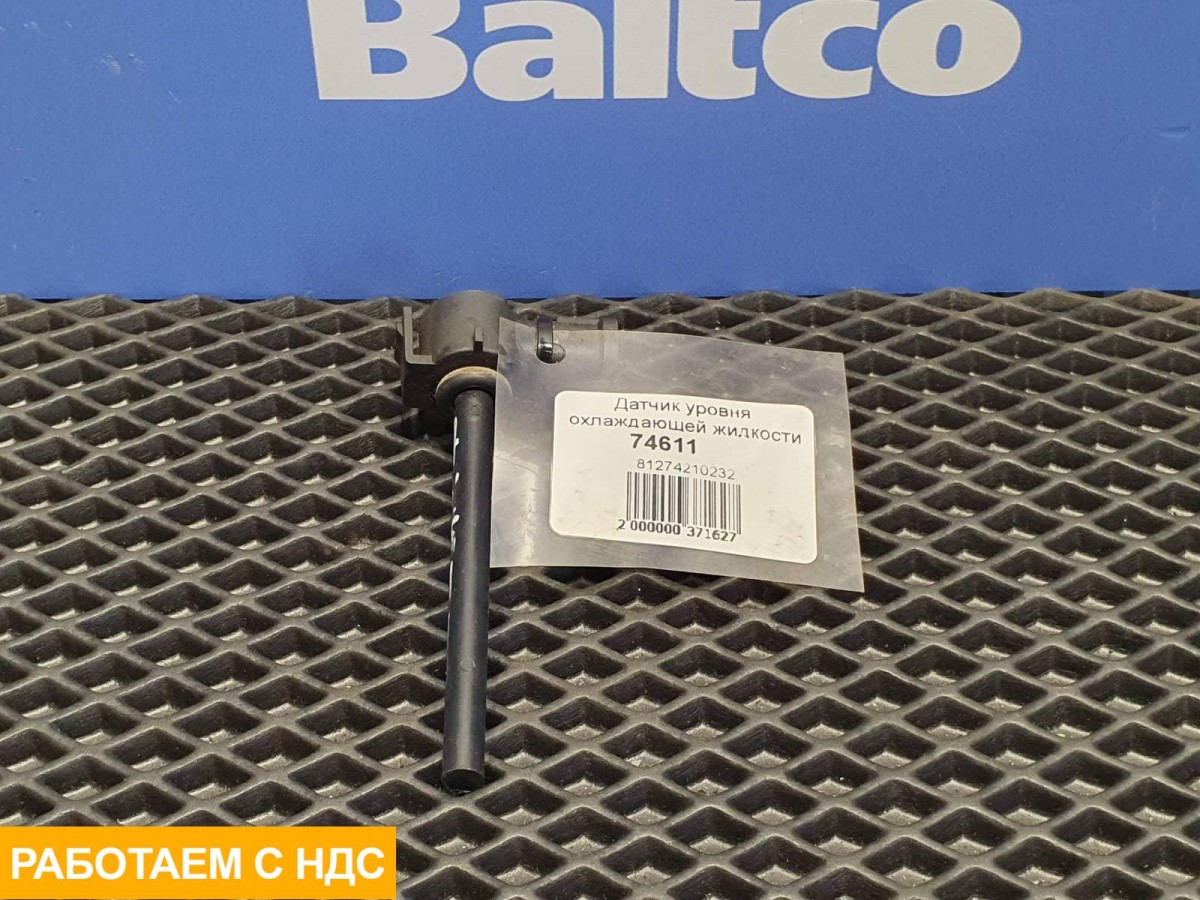 Baltco
Датчик уровня
охлаждающей жидкости
74611
81274210232
2 000000 371627
РАБОТАЕМ С НДС